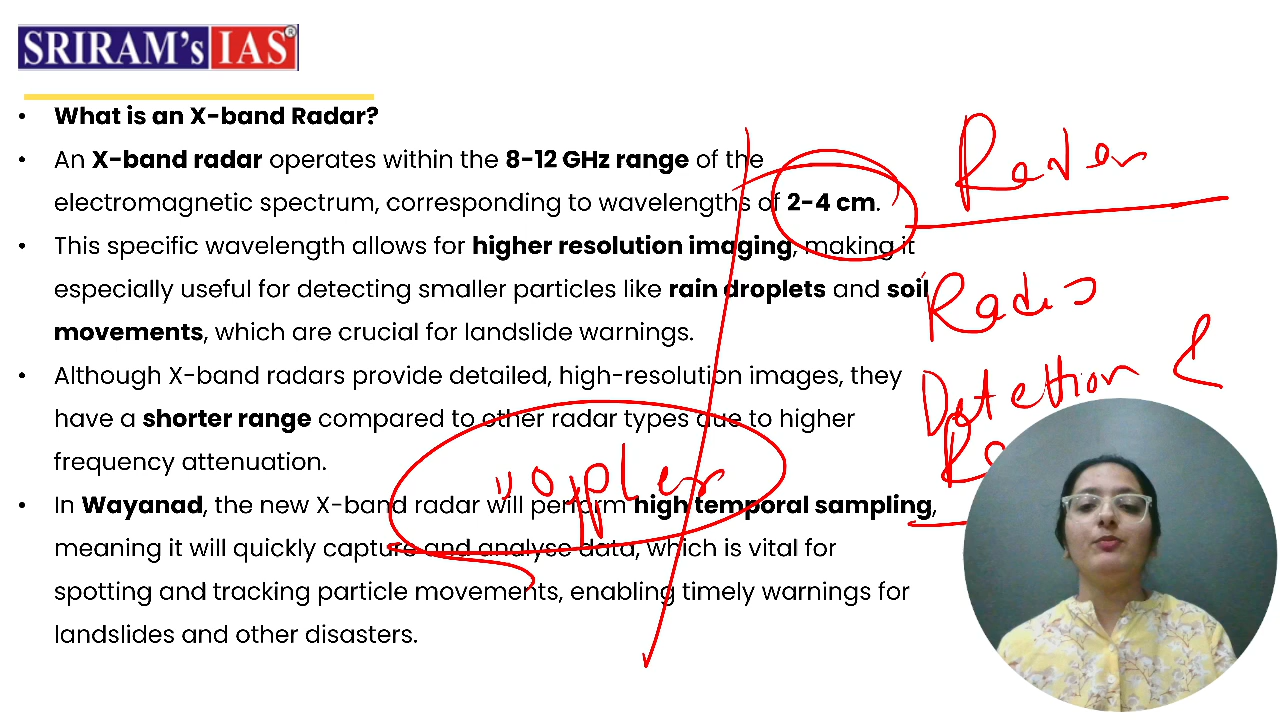 SRIRAM's IAS®
• What is an X-band Radar?
• An X-band radar operates within the 8-12 GHz range of the
electromagnetic spectrum, corresponding to wavelengths of 2-4 cm.
• This specific wavelength allows for higher resolution imaging, making it
especially useful for detecting smaller particles like rain droplets and soil
movements, which are crucial for landslide warnings.
• Although X-band radars provide detailed, high-resolution images, they
have a shorter range compared to other radar types due to higher
frequency attenuation.
• In Wayanad, the new X-band radar will perform high temporal sampling,
meaning it will quickly capture and analyse data, which is vital for
spotting and tracking particle movements, enabling timely warnings for
landslides and other disasters.
Radar
Detection &